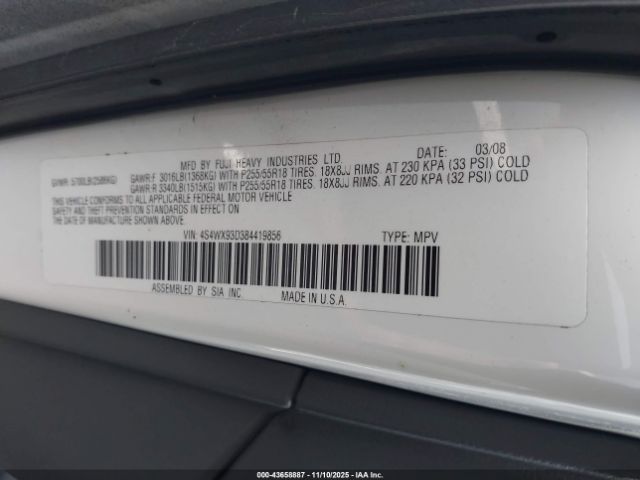 MFD BY FUJI HEAVY INDUSTRIES LTD. DATE: 03/08
GVWR: 5700LB(2586KG) GAWR:F 3016LB(1368KG) WITH P255/55R18 TIRES. 18X8JJ RIMS. AT 230 KPA (33 PSI) COLD
GAWR:R 3340LB(1515KG) WITH P255/55R18 TIRES. 18X8JJ RIMS. AT 220 KPA (32 PSI) COLD
THIS VEHICLE CONFORMS TO ALL APPLICABLE FEDERAL MOTOR VEHICLE
SAFETY STANDARDS IN EFFECT ON
THE DATE OF MANUFACTURE SHOWN ABOVE.
VIN: 4S4WX93D384419856 TYPE: MPV
ASSEMBLED BY SIA INC. MADE IN U.S.A.
000-43658887 - 11/10/2025 - IAA Inc.